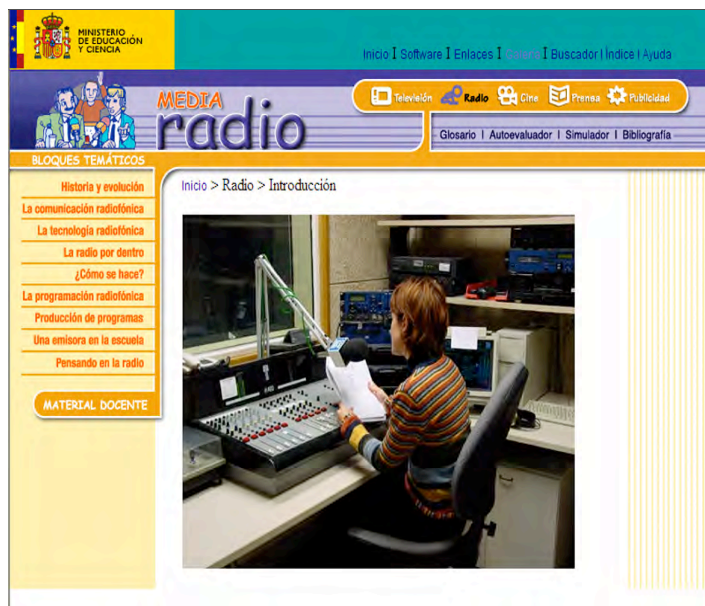 MINISTERIO
DE EDUCACIÓN
Y CIENCIA
Inicio I Software I Enlaces I I Buscador I Índice I Ayuda
MEDIA
radio
Televisión Radio Cine Prensa Publicidad
Glosario I Autoevaluador I Simulador I Bibliografía
BLOQUES TEMÁTICOS
Inicio > Radio > Introducción
Historia y evolución
La comunicación radiofónica
La tecnología radiofónica
La radio por dentro
¿Cómo se hace?
La programación radiofónica
Producción de programas
Una emisora en la escuela
Pensando en la radio
MATERIAL DOCENTE